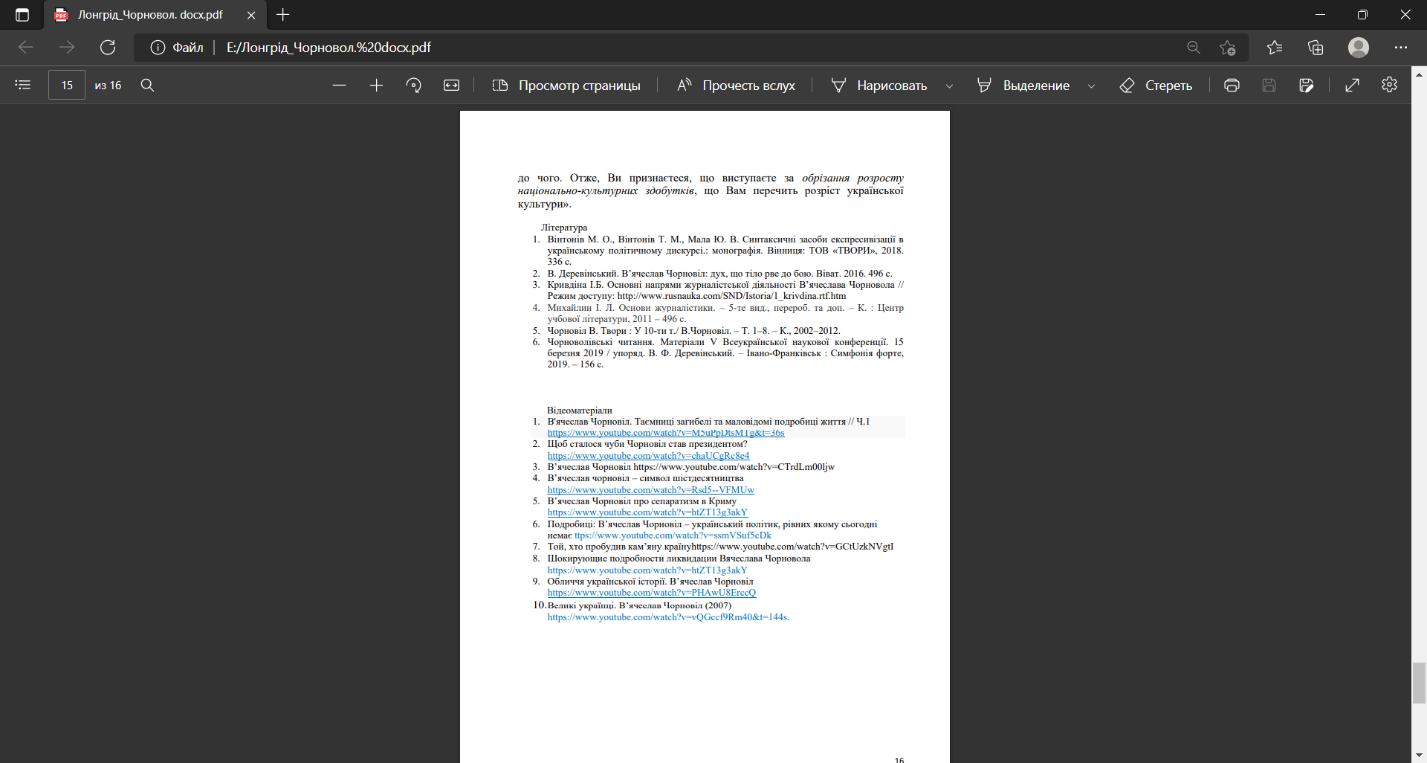 Лонгрід_Чорновол. docx.pdf
Файл
E:/Лонгрід_Чорновол.%20docx.pdf
15 из 16
Просмотр страницы
Прочесть вслух
Нарисовать
Выделение
Стереть
до чого. Отже, Ви признаєтеся, що виступаєте за обрізання розросту
національно-культурних здобутків, що Вам перечить розріст української
культури».
Література
1. Вінтонів М. О., Вінтонів Т. М., Мала Ю. В. Синтаксичні засоби експресивізації в
українському політичному дискурсі.: монографія. Вінниця: ТОВ «ТВОРИ», 2018.
336 с.
2. В. Деревінський. В’ячеслав Чорновіл: дух, що тіло рве до бою. Віват. 2016. 496 с.
3. Кривдіна І.Б. Основні напрями журналістської діяльності В’ячеслава Чорновола //
Режим доступу: http://www.rusnauka.com/SND/Istoria/1_krivdina.rtf.htm
4. Михайлин І. Л. Основи журналістики. – 5-те вид., перероб. та доп. – К. : Центр
учбової літератури, 2011 – 496 с.
5. Чорновіл В. Твори : У 10-ти т./ В.Чорновіл. – Т. 1–8. – К., 2002–2012.
6. Чорноволівські читання. Матеріали V Всеукраїнської наукової конференції. 15
березня 2019 / упоряд. В. Ф. Деревінський. – Івано-Франківськ : Симфонія форте,
2019. – 156 с.
Відеоматеріали
1. В'ячеслав Чорновіл. Таємниці загибелі та маловідомі подробиці життя // Ч.1
https://www.youtube.com/watch?v=M5uPpDtsMTg&t=36s
2. Щоб сталося чуби Чорновіл став президентом?
https://www.youtube.com/watch?v=chaUCgRc8e4
3. В’ячеслав Чорновіл https://www.youtube.com/watch?v=CTrdLm00ljw
4. В’ячеслав чорновіл – символ шістдесятництва
https://www.youtube.com/watch?v=Rsd5--VFMUw
5. В’ячеслав Чорновіл про сепаратизм в Криму
https://www.youtube.com/watch?v=htZT13g3akY
6. Подробиці: В’ячеслав Чорновіл – український політик, рівних якому сьогодні
немає ttps://www.youtube.com/watch?v=ssmVSuf5cDk
7. Той, хто пробудив кам’яну країнуhttps://www.youtube.com/watch?v=GCtUzkNVgtI
8. Шокирующие подробности ликвидации Вячеслава Чорновола
https://www.youtube.com/watch?v=htZT13g3akY
9. Обличчя української історії. В’ячеслав Чорновіл
https://www.youtube.com/watch?v=PHAwU8ErccQ
10.Великі українці. В’ячеслав Чорновіл (2007)
https://www.youtube.com/watch?v=vQGccf9Rm40&t=144s.
16